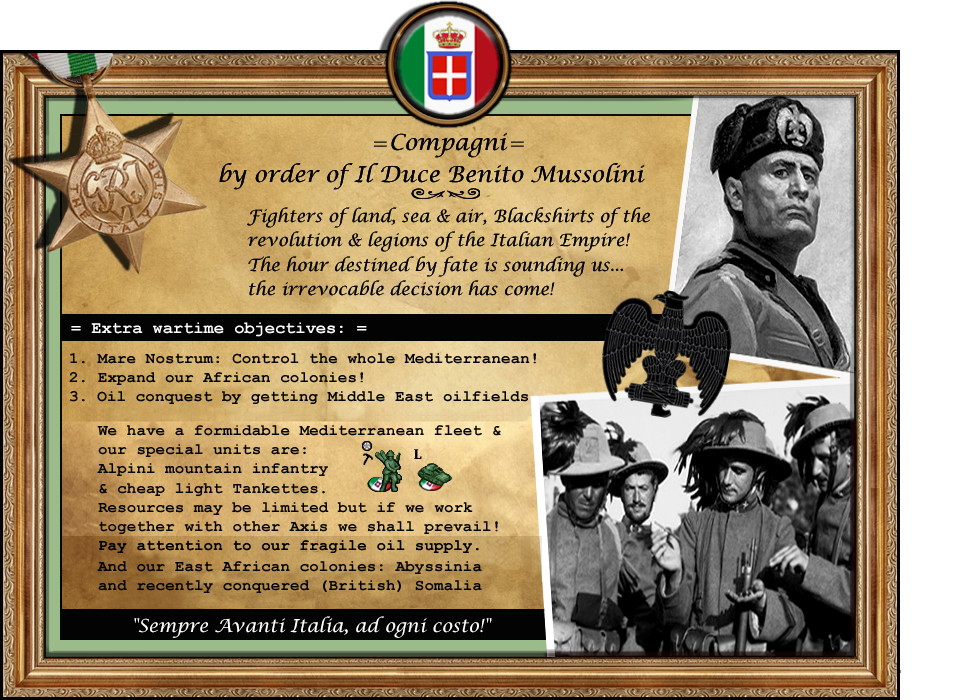 =Compagni=
by order of Il Duce Benito Mussolini
Fighters of land, sea & air, Blackshirts of the
revolution & legions of the Italian Empire!
The hour destined by fate is sounding us...
the irrevocable decision has come!
= Extra wartime objectives: =
1. Mare Nostrum: Control the whole Mediterranean!
2. Expand our African colonies!
3. Oil conquest by getting Middle East oilfields
We have a formidable Mediterranean fleet &
our special units are:
L
Alpini mountain infantry
& cheap light Tankettes.
Resources may be limited but if we work
together with other Axis we shall prevail!
Pay attention to our fragile oil supply.
And our East African colonies: Abyssinia
and recently conquered (British) Somalia
"Sempre Avanti Italia, ad ogni costo!"
THE ITALY STAR